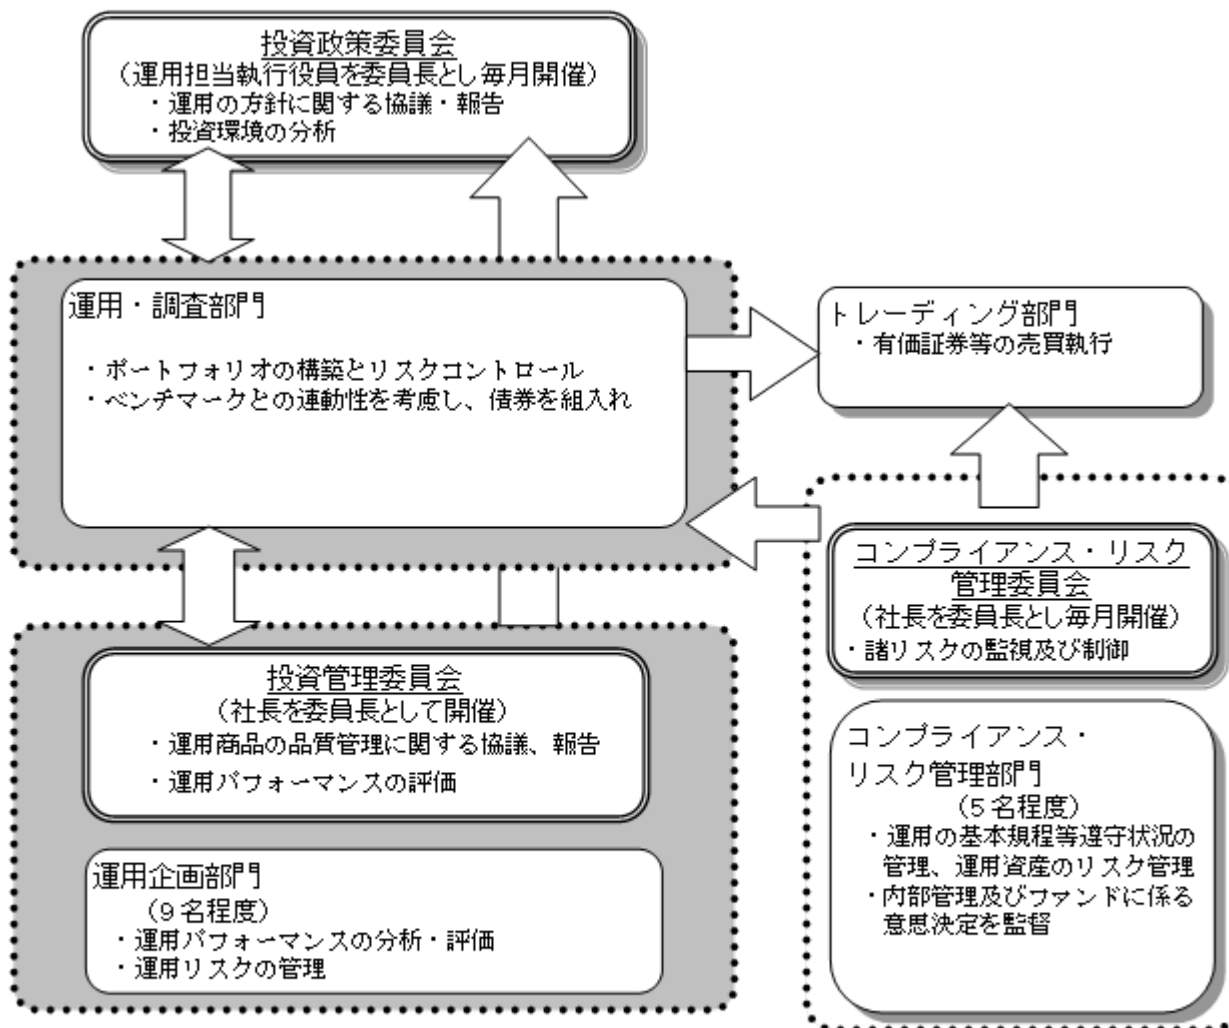 投資政策委員会
(運用担当執行役員を委員長とし毎月開催)
・運用の方針に関する協議・報告
・投資環境の分析
運用・調査部門
・ポートフォリオの構築とリスクコントロール
・ベンチマークとの連動性を考慮し、債券を組入れ
トレーディング部門
・有価証券等の売買執行
投資管理委員会
(社長を委員長として開催)
・運用商品の品質管理に関する協議、報告
・運用パフォーマンスの評価
運用企画部門
(9名程度)
・運用パフォーマンスの分析・評価
・運用リスクの管理
コンプライアンス・リスク
管理委員会
(社長を委員長とし毎月開催)
・諸リスクの監視及び制御
コンプライアンス・
リスク管理部門
(5名程度)
・運用の基本規程等遵守状況の
管理、運用資産のリスク管理
・内部管理及びファンドに係る
意思決定を監督